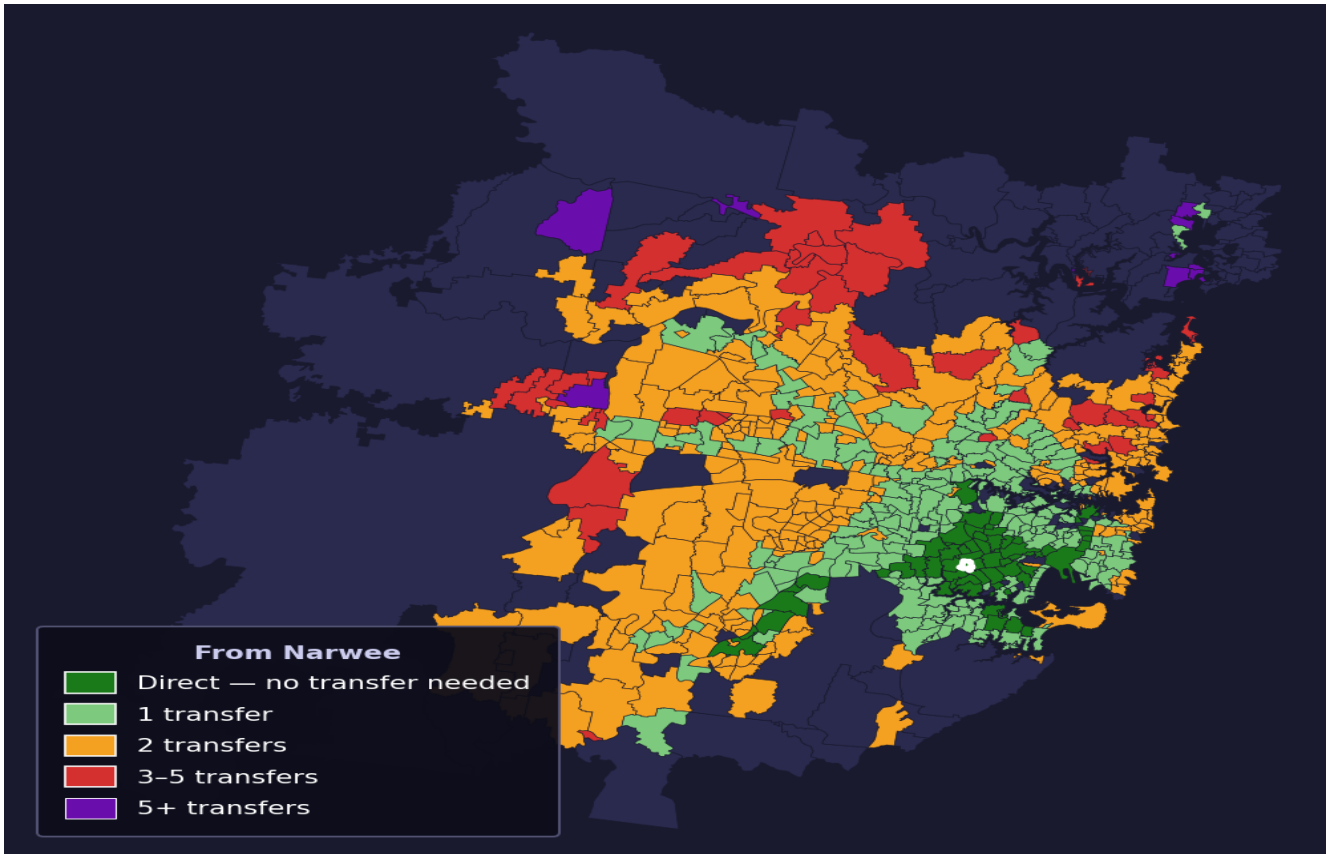 From Narwee
Direct — no transfer needed
1 transfer
2 transfers
3–5 transfers
5+ transfers